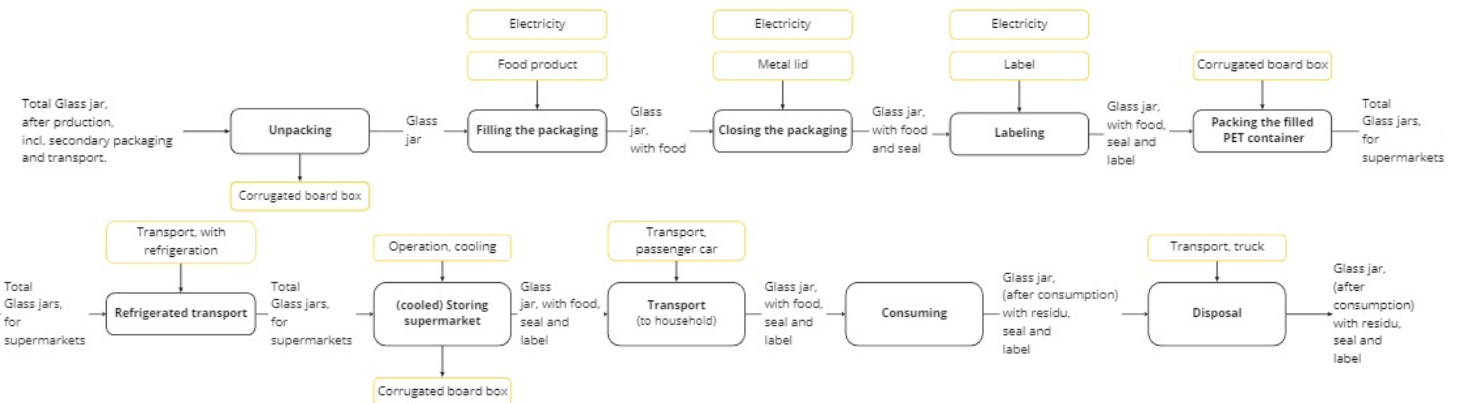 Electricity
Electricity
Electricity
Food product
Metal lid
Label
Corrugated board box
Total Glass jar,
after prduction,
incl. secondary packaging
and transport.
Unpacking
Glass
jar
Filling the packaging
Glass
jar,
with food
Closing the packaging
Glass jar,
with food
and seal
Labeling
Glass jar,
with food,
seal and
label
Packing the filled
PET container
Total
Glass jars,
for
supermarkets
Corrugated board box
Transport, with
refrigeration
Operation, cooling
Transport,
passenger car
Transport, truck
Total
Glass jars,
for
supermarkets
Refrigerated transport
Total
Glass jars,
for
supermarkets
(cooled) Storing
supermarket
Glass
jar, with food,
seal and
label
Transport
(to household)
Glass jar,
with food,
seal and
label
Consuming
Glass jar,
(after consumption)
with residu,
seal and
label
Disposal
Glass jar,
(after
consumption)
with residu,
seal and
label
Corrugated board box